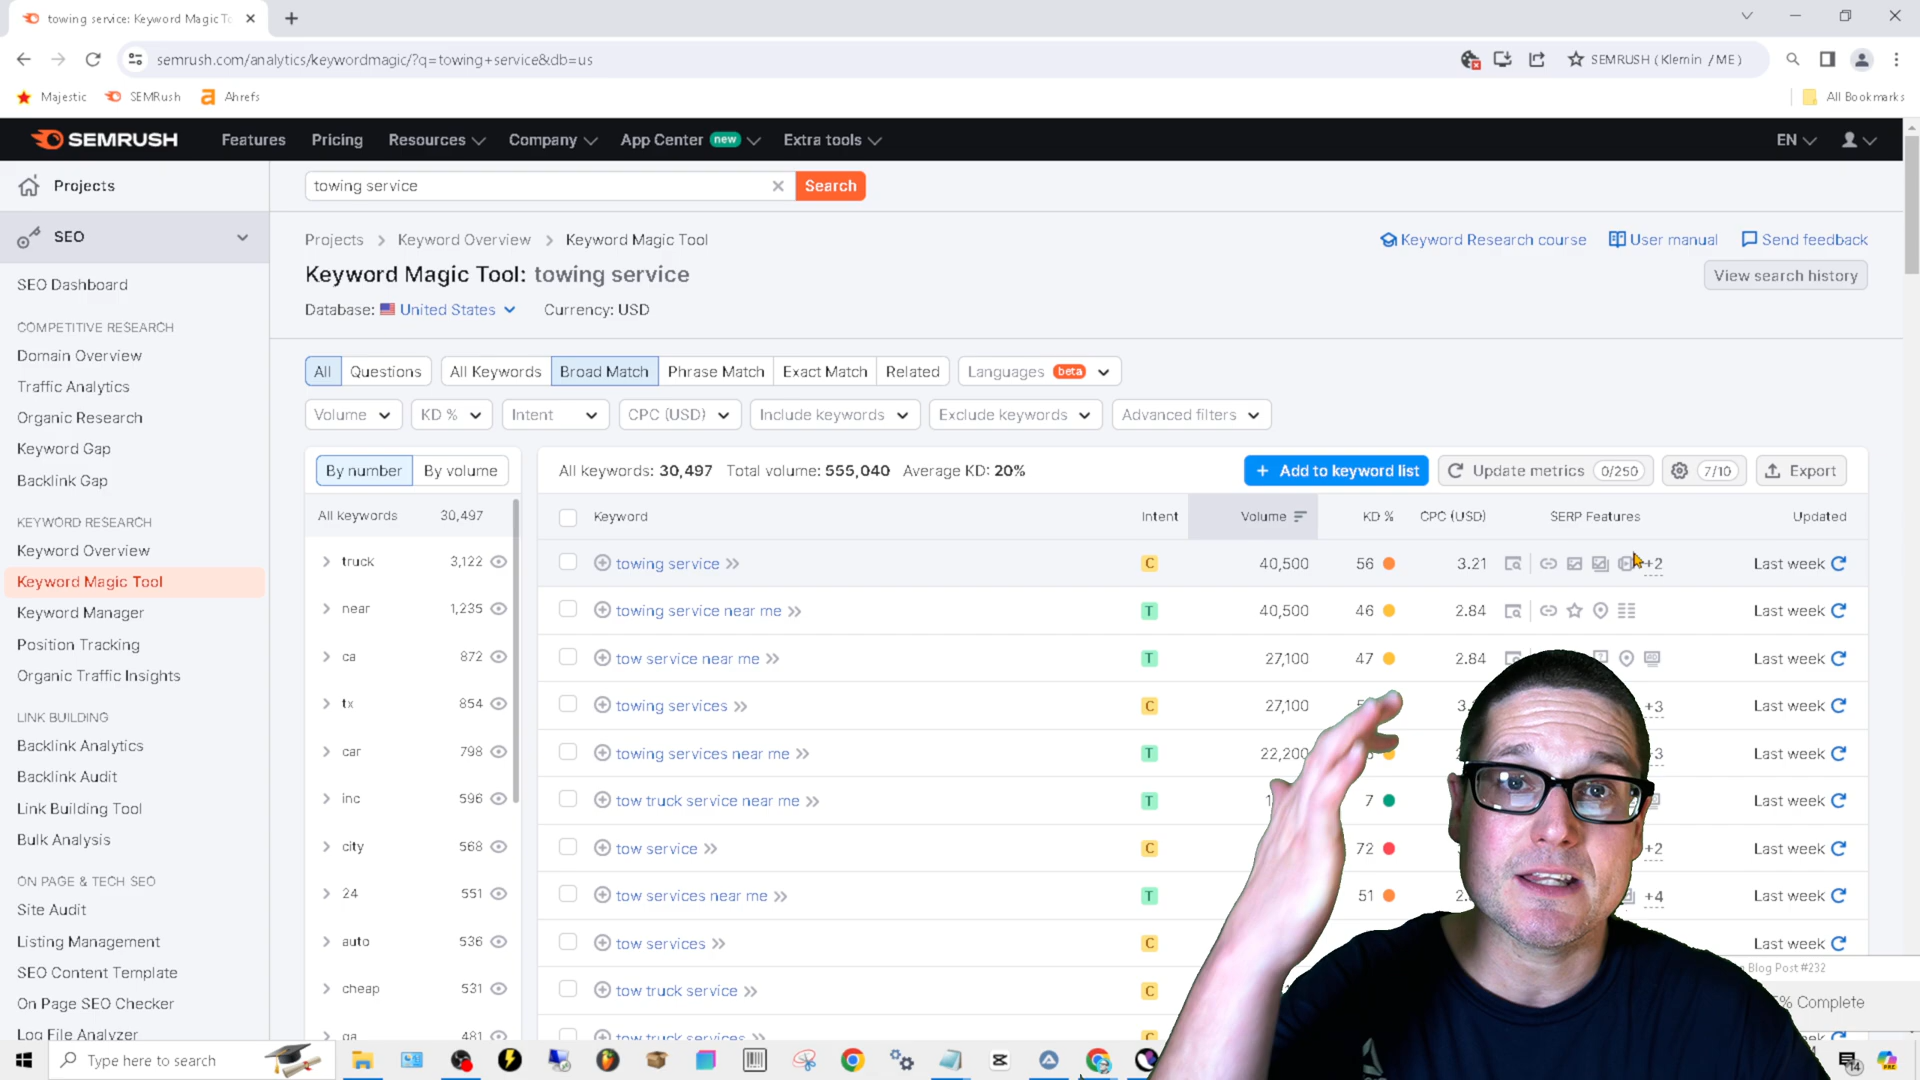 towing service: Keyword Magic To
semrush.com/analytics/keywordmagic/?q=towing+service&db=us
SEMRUSH ( Klemin / ME )
Majestic SEMRush Ahrefs All Bookmarks
SEMRUSH Features Pricing Resources Company App Center new Extra tools EN
Projects towing service Search
SEO
Projects Keyword Overview Keyword Magic Tool Keyword Research course User manual Send feedback
Keyword Magic Tool: towing service View search history
Database: United States Currency: USD
SEO Dashboard
COMPETITIVE RESEARCH
Domain Overview
Traffic Analytics
Organic Research
Keyword Gap
Backlink Gap
KEYWORD RESEARCH
Keyword Overview
Keyword Magic Tool
Keyword Manager
Position Tracking
Organic Traffic Insights
LINK BUILDING
Backlink Analytics
Backlink Audit
Link Building Tool
Bulk Analysis
ON PAGE & TECH SEO
Site Audit
Listing Management
SEO Content Template
On Page SEO Checker
Log File Analyzer
All Questions All Keywords Broad Match Phrase Match Exact Match Related Languages beta
Volume KD % Intent CPC (USD) Include keywords Exclude keywords Advanced filters
By number By volume
All keywords 30,497
truck 3,122
near 1,235
ca 872
tx 854
car 798
inc 596
city 568
24 551
auto 536
cheap 531
ga 481
All keywords: 30,497 Total volume: 555,040 Average KD: 20% + Add to keyword list Update metrics 0/250 7/10 Export
Keyword Intent Volume KD % CPC (USD) SERP Features Updated
towing service C 40,500 56 3.21 +2 Last week
towing service near me T 40,500 46 2.84 Last week
tow service near me T 27,100 47 2.84 Last week
towing services C 27,100 +3 Last week
towing services near me T 22,200 Last week
tow truck service near me T 7 Last week
tow service C 72 +2 Last week
tow services near me T 51 +4 Last week
tow services C Last week
Blog Post #232
tow truck service C
% Complete
tow truck services C
Type here to search
14
PRE